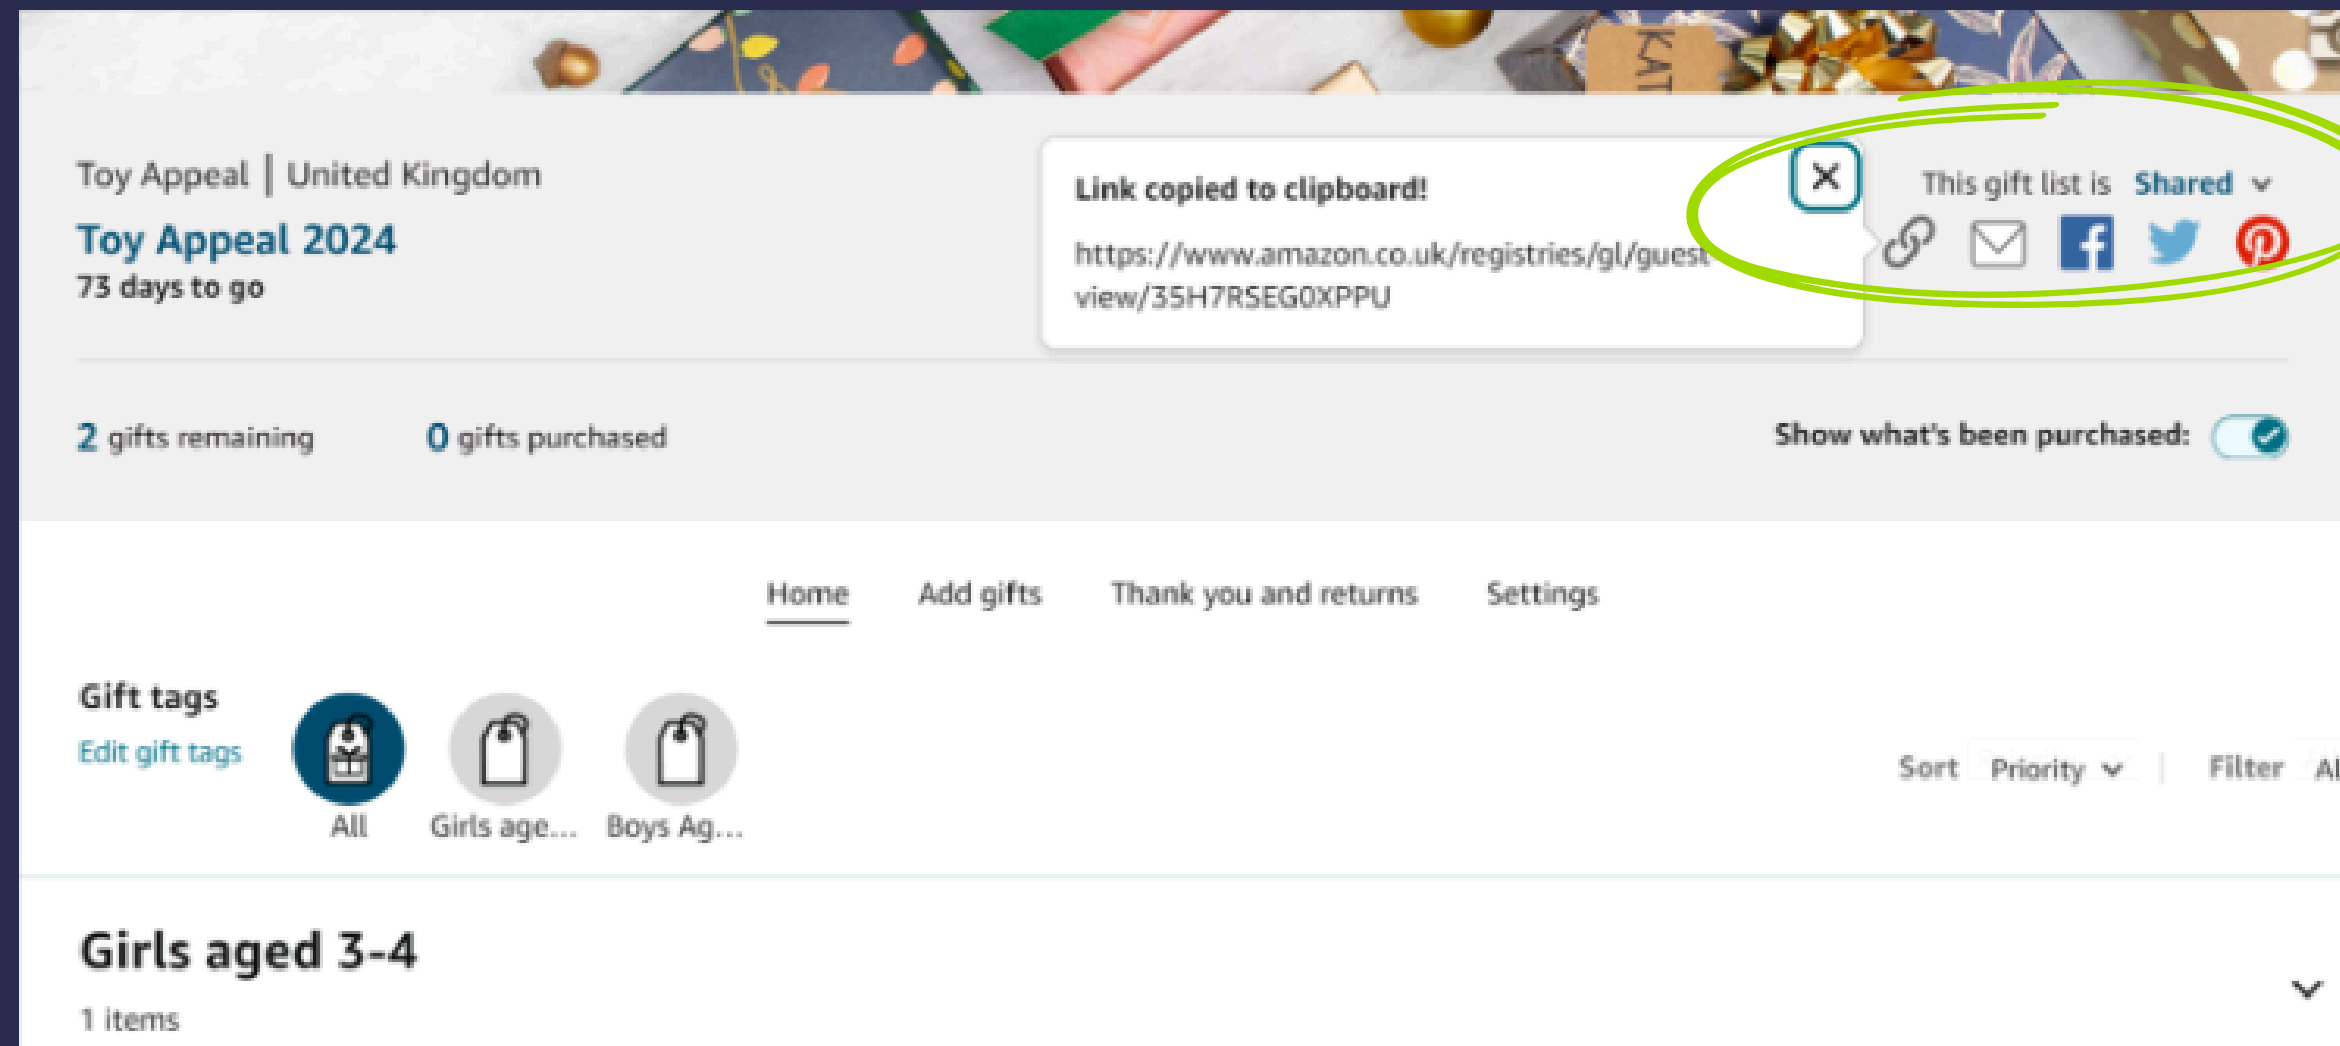 KAT
Toy Appeal | United Kingdom
Toy Appeal 2024
73 days to go
Link copied to clipboard!
https://www.amazon.co.uk/registries/gl/guest-
view/35H7RSEG0XPPU
This gift list is Shared
2 gifts remaining
0 gifts purchased
Show what's been purchased:
Home
Add gifts
Thank you and returns
Settings
Gift tags
Edit gift tags
All
Girls age...
Boys Ag...
Sort Priority
Filter
Girls aged 3-4
1 items